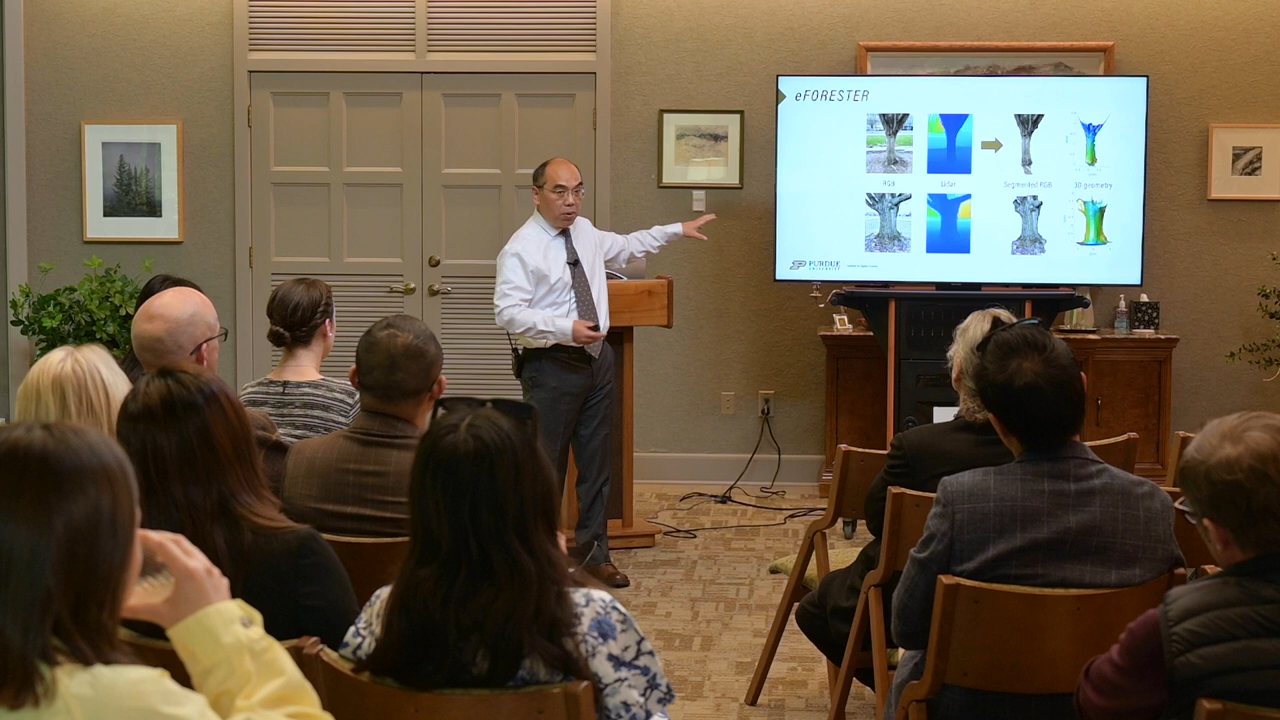 eFORESTER
RGB
Lidar
Segmented RGB
3D geometry
PURDUE
UNIVERSITY